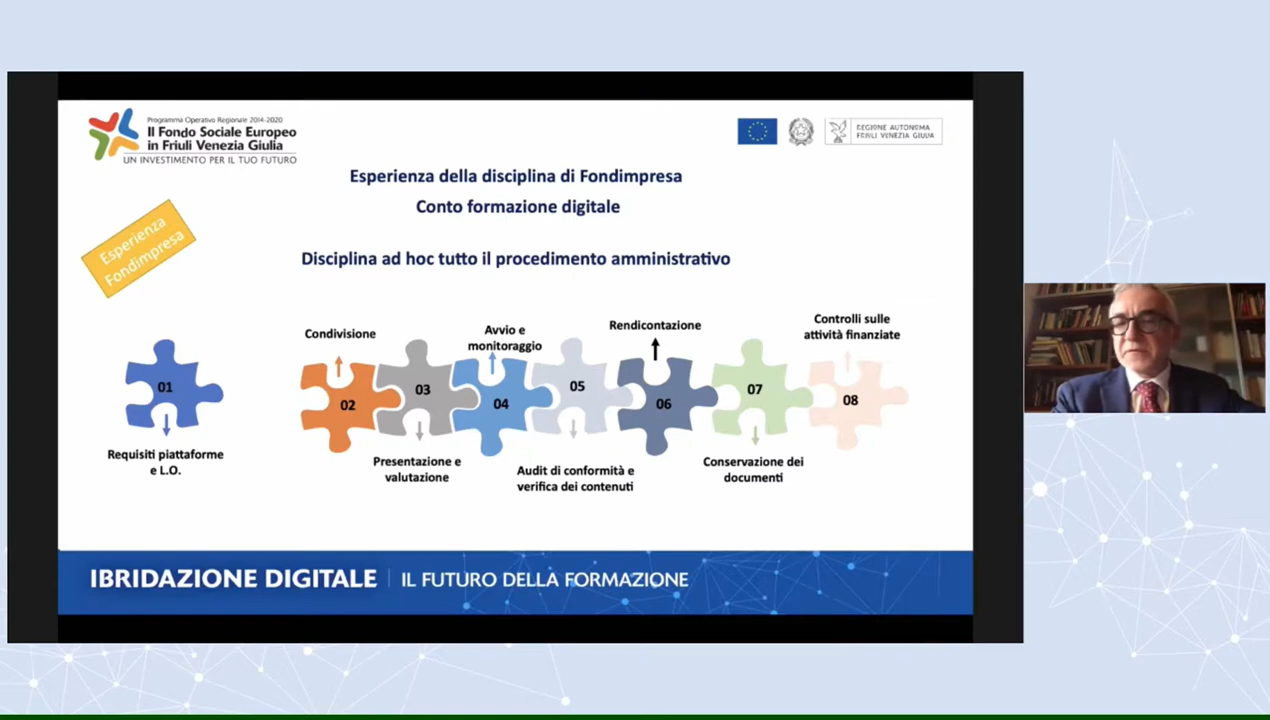 Programma Operativo Regionale 2014-2020
Il Fondo Sociale Europeo
in Friuli Venezia Giulia
UN INVESTIMENTO PER IL TUO FUTURO
REGIONE AUTONOMA
FRIULI VENEZIA GIULIA
Esperienza della disciplina di Fondimpresa
Conto formazione digitale
Esperienza
Fondimpresa
Disciplina ad hoc tutto il procedimento amministrativo
01
Requisiti piattaforme
e L.O.
Condivisione
02
03
Presentazione e
valutazione
Avvio e
monitoraggio
04
05
Audit di conformità e
verifica dei contenuti
Rendicontazione
06
07
Conservazione dei
documenti
Controlli sulle
attività finanziate
08
IBRIDAZIONE DIGITALE IL FUTURO DELLA FORMAZIONE